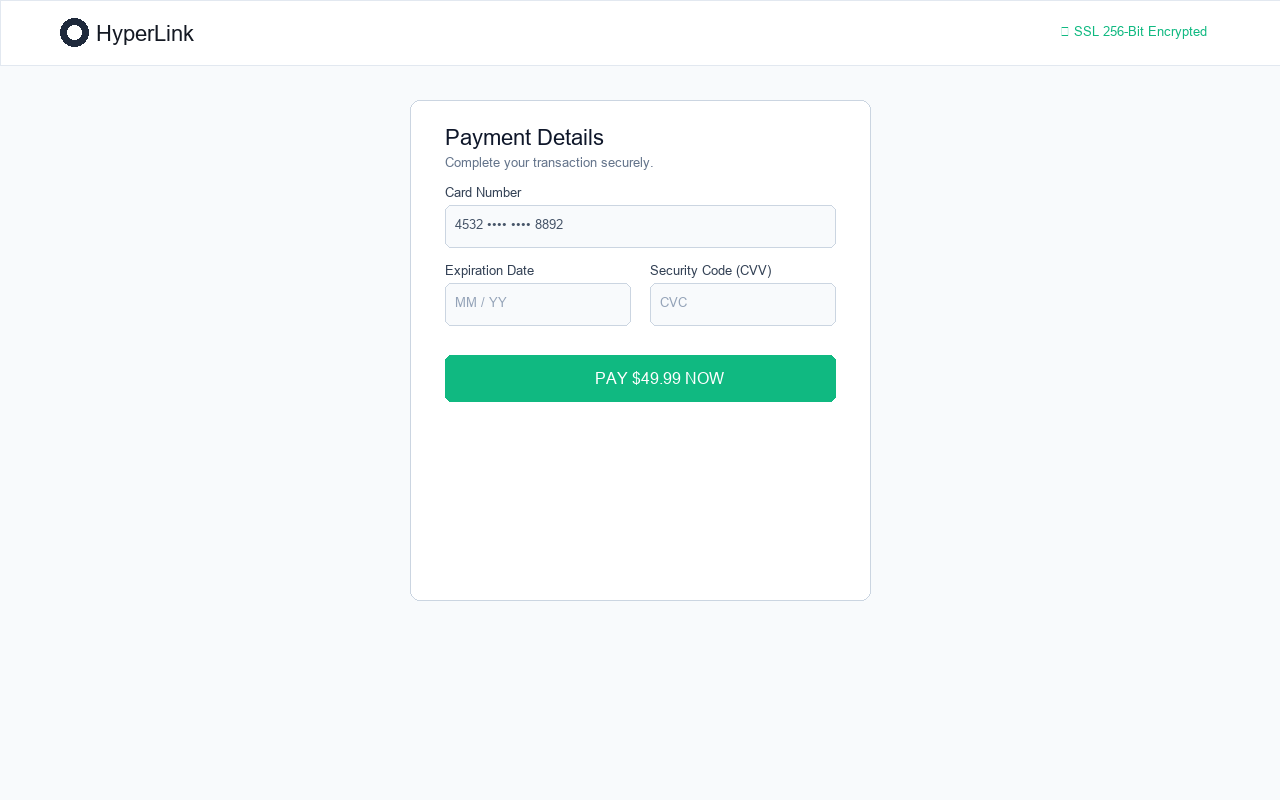 HyperLink
SSL 256-Bit Encrypted
Payment Details
Complete your transaction securely.
Card Number
4532 •••• •••• 8892
Expiration Date
Security Code (CVV)
MM / YY
CVC
PAY $49.99 NOW